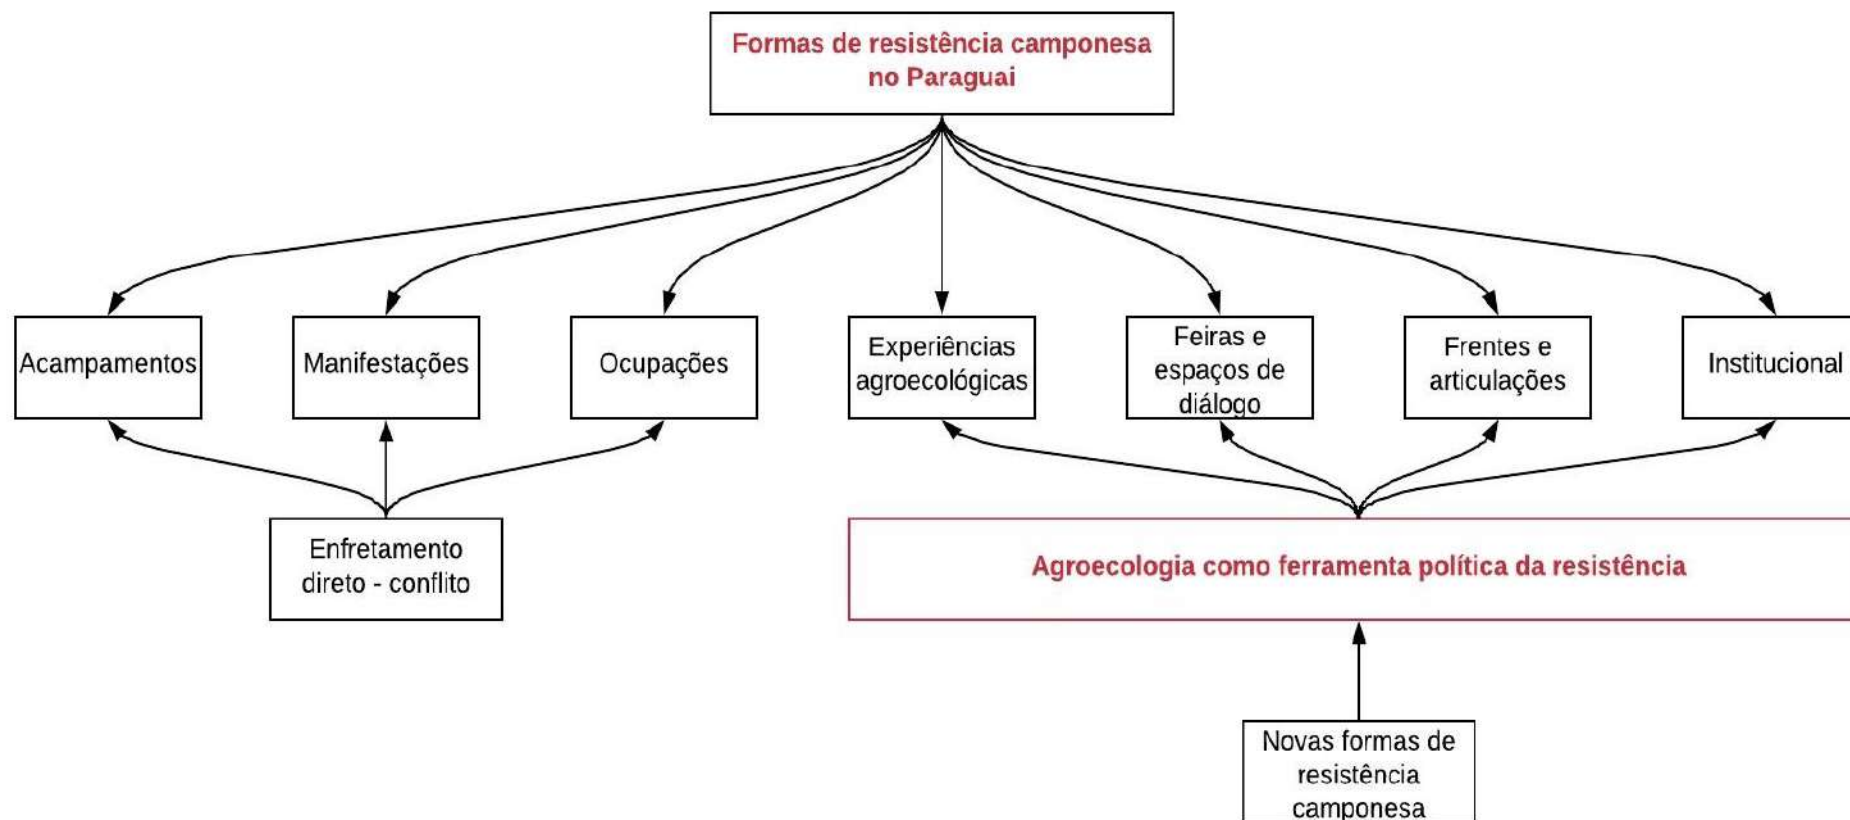 Formas de resistência camponesa
no Paraguai
Acampamentos
Manifestações
Ocupações
Experiências
agroecológicas
Feiras e
espaços de
diálogo
Frentes e
articulações
Institucional
Enfretamento
direto - conflito
Agroecologia como ferramenta política da resistência
Novas formas de
resistência
camponesa